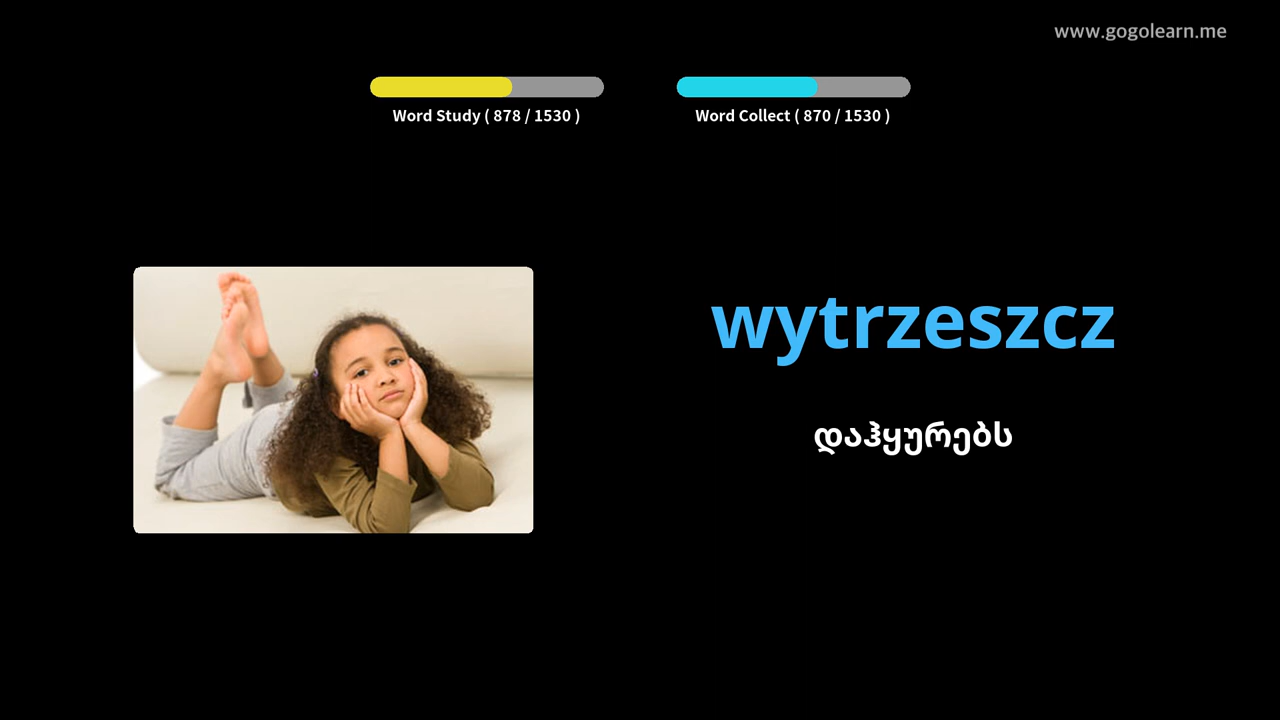 www.gogolearn.me
Word Study ( 878 / 1530 )
Word Collect ( 870 / 1530 )
wytrzeszcz
დაჰყურებს